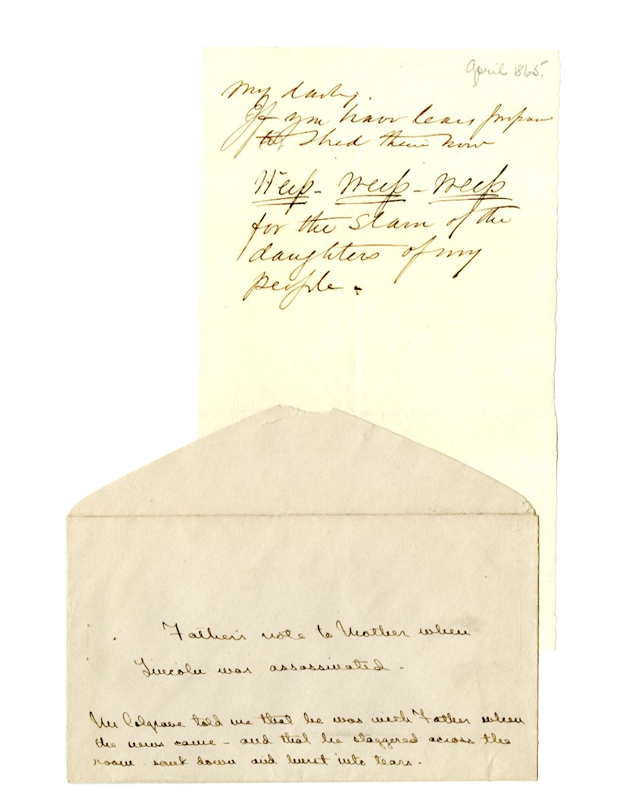 April 1865.
My darling.
If you have tears prepare
to shed them now
Weep - Weep - Weep
for the slain of the
daughters of my
people.
Father's note to Mother when
Lincoln was assassinated.
Mr Colgrave told me that he was with Father when
the news came - and that he staggered across the
room sank down and burst into tears.